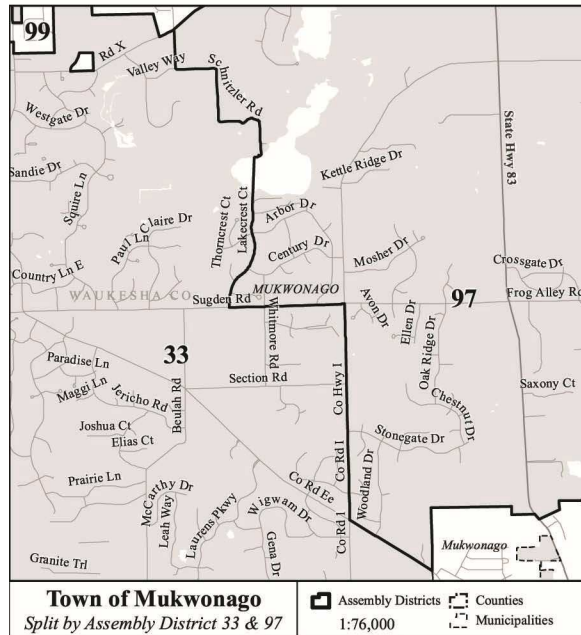 99
Rd X
Valley Way
Schnitzler Rd
Westgate Dr
State Hwy 83
Kettle Ridge Dr
Sandie Dr
Squire Ln
Claire Dr
Paul Ln
Thorncrest Ct
Lakecrest Ct
Arbor Dr
Century Dr
Mosher Dr
Crossgate Dr
Country Ln E
WAUKESHA CO
MUKWONAGO
Sugden Rd
97
Frog Alley Rd
Whitmore Rd
Avon Dr
Ellen Dr
Oak Ridge Dr
33
Paradise Ln
Maggi Ln
Jericho Rd
Beulah Rd
Section Rd
Co Hwy I
Saxony Ct
Chestnut Dr
Joshua Ct
Elias Ct
Stonegate Dr
Prairie Ln
McCarthy Dr
Leah Way
Laurens Pkwy
Wigwam Dr
Co Rd Ee
Co Rd I
Woodland Dr
Gena Dr
Co Rd I
Mukwonago
Granite Trl
Town of Mukwonago
Split by Assembly District 33 & 97
Assembly Districts
Counties
1:76,000
Municipalities